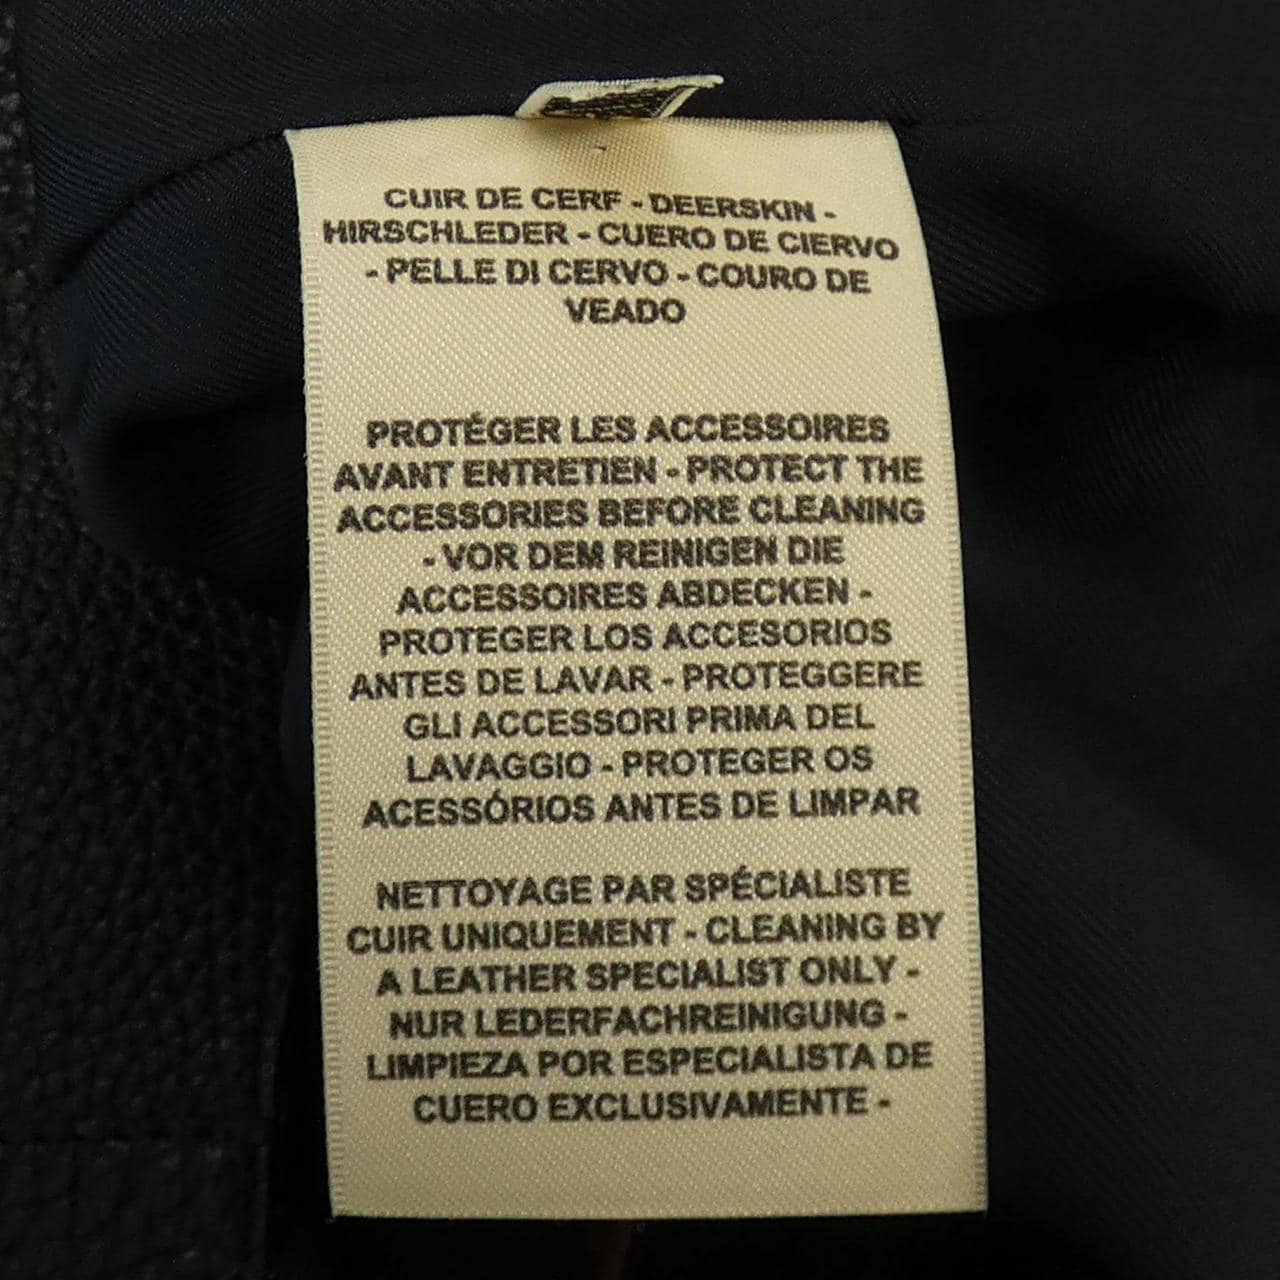 CUIR DE CERF - DEERSKIN -
HIRSCHLEDER - CUERO DE CIERVO
- PELLE DI CERVO - COURO DE
VEADO
PROTÉGER LES ACCESSOIRES
AVANT ENTRETIEN - PROTECT THE
ACCESSORIES BEFORE CLEANING
- VOR DEM REINIGEN DIE
ACCESSOIRES ABDECKEN -
PROTEGER LOS ACCESORIOS
ANTES DE LAVAR - PROTEGGERE
GLI ACCESSORI PRIMA DEL
LAVAGGIO - PROTEGER OS
ACESSÓRIOS ANTES DE LIMPAR
NETTOYAGE PAR SPÉCIALISTE
CUIR UNIQUEMENT - CLEANING BY
A LEATHER SPECIALIST ONLY -
NUR LEDERFACHREINIGUNG -
LIMPIEZA POR ESPECIALISTA DE
CUERO EXCLUSIVAMENTE -